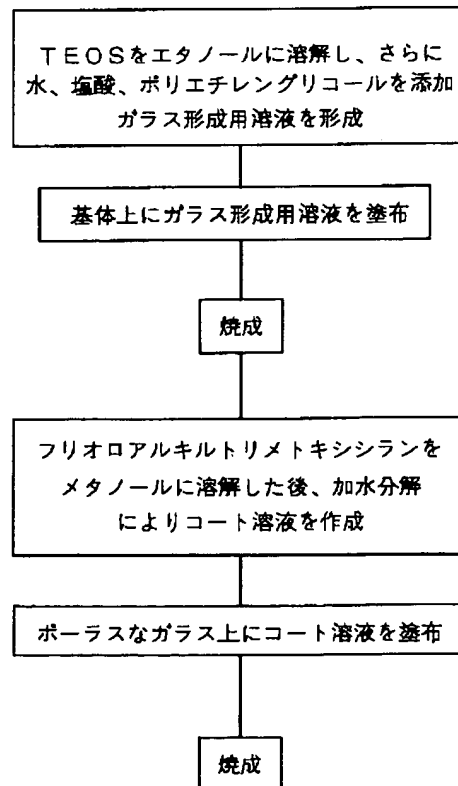 TEOSをエタノールに溶解し、さらに
水、塩酸、ポリエチレングリコールを添加
ガラス形成用溶液を形成
基体上にガラス形成用溶液を塗布
焼成
フリオロアルキルトリメトキシシランを
メタノールに溶解した後、加水分解
によりコート溶液を作成
ポーラスなガラス上にコート溶液を塗布
焼成